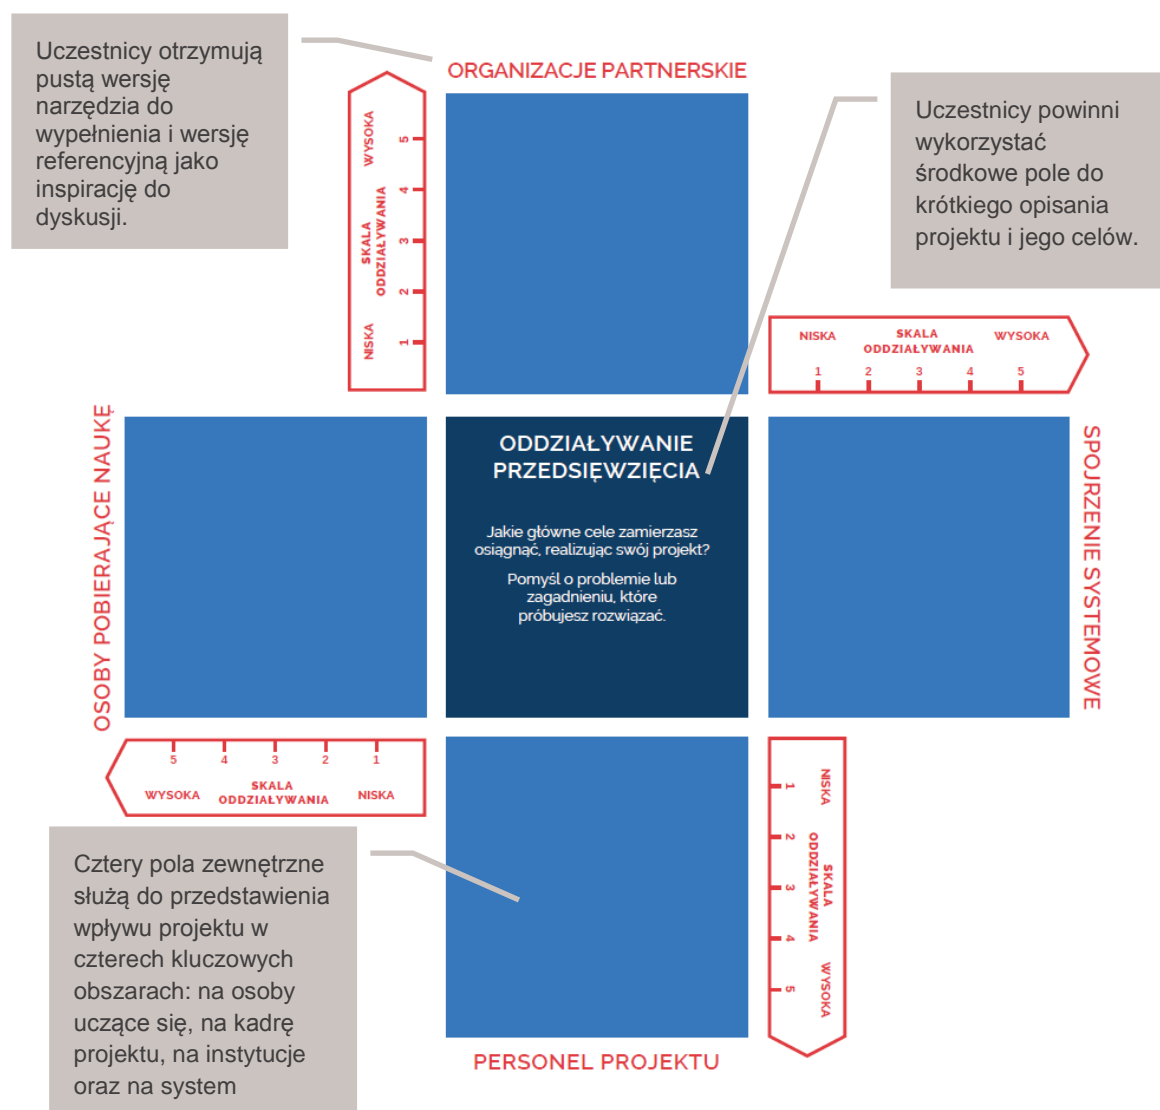 Uczestnicy otrzymują
pustą wersję
narzędzia do
wypełnienia i wersję
referencyjną jako
inspirację do
dyskusji.
ORGANIZACJE PARTNERSKIE
WYSOKA
SKALA
ODDZIAŁYWANIA
NISKA
5
4
3
2
1
Uczestnicy powinni
wykorzystać
środkowe pole do
krótkiego opisania
projektu i jego celów.
NISKA
SKALA
ODDZIAŁYWANIA
WYSOKA
1 2 3 4 5
OSOBY POBIERAJĄCE NAUKĘ
ODDZIAŁYWANIE
PRZEDSIĘWZIĘCIA
Jakie główne cele zamierzasz
osiągnąć, realizując swój projekt?
Pomyśl o problemie lub
zagadnieniu, które
próbujesz rozwiązać.
SPOJRZENIE SYSTEMOWE
5 4 3 2 1
WYSOKA
SKALA
ODDZIAŁYWANIA
NISKA
1
2
3
4
5
NISKA
SKALA
ODDZIAŁYWANIA
WYSOKA
Cztery pola zewnętrzne
służą do przedstawienia
wpływu projektu w
czterech kluczowych
obszarach: na osoby
uczące się, na kadrę
projektu, na instytucje
oraz na system
PERSONEL PROJEKTU